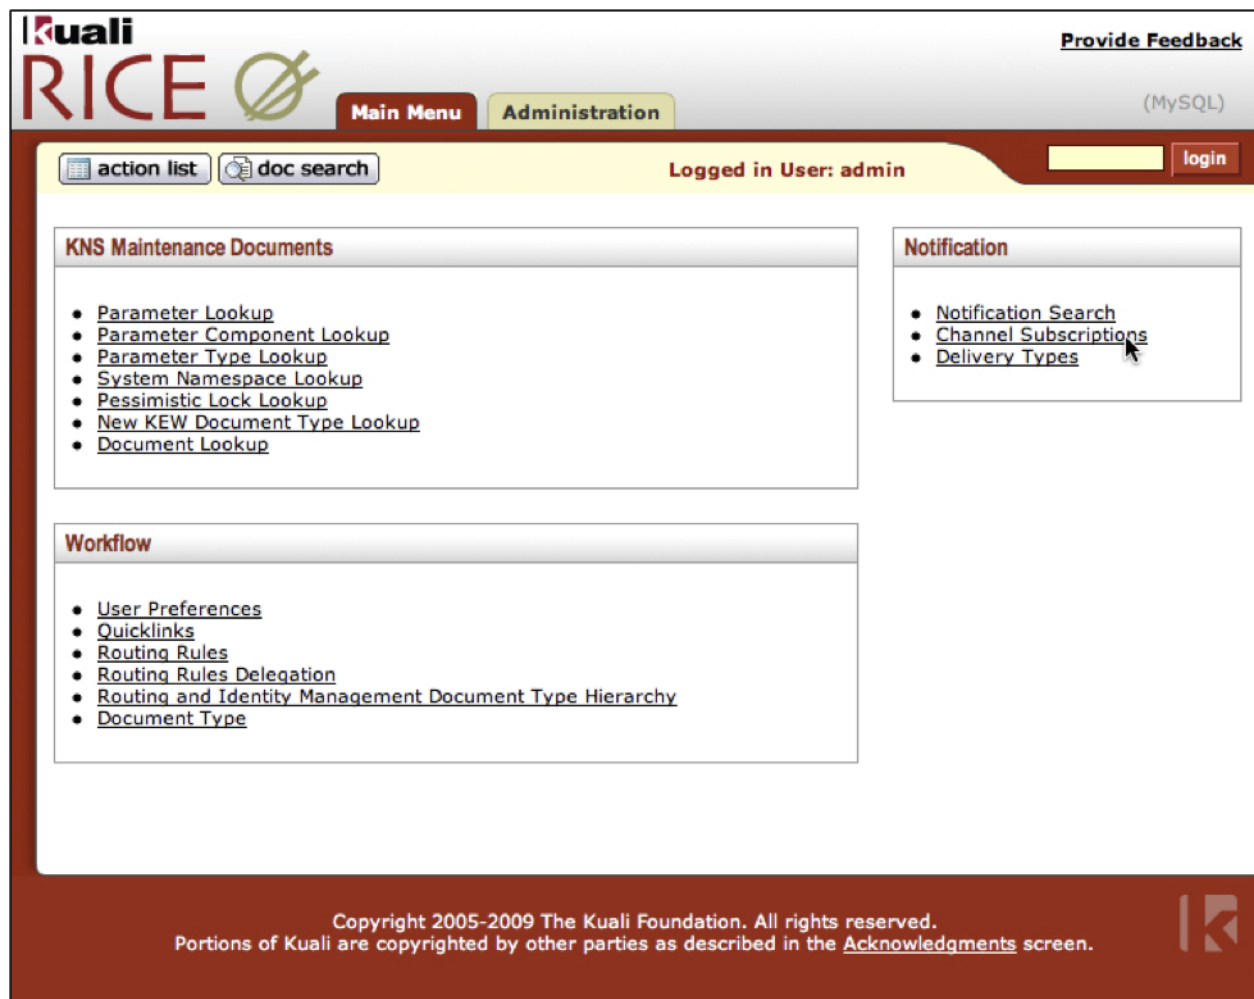 Kuali
RICE
Provide Feedback
(MySQL)
Main Menu
Administration
action list
doc search
Logged in User: admin
login
KNS Maintenance Documents
Parameter Lookup
Parameter Component Lookup
Parameter Type Lookup
System Namespace Lookup
Pessimistic Lock Lookup
New KEW Document Type Lookup
Document Lookup
Notification
Notification Search
Channel Subscriptions
Delivery Types
Workflow
User Preferences
Quicklinks
Routing Rules
Routing Rules Delegation
Routing and Identity Management Document Type Hierarchy
Document Type
Copyright 2005-2009 The Kuali Foundation. All rights reserved.
Portions of Kuali are copyrighted by other parties as described in the Acknowledgments screen.